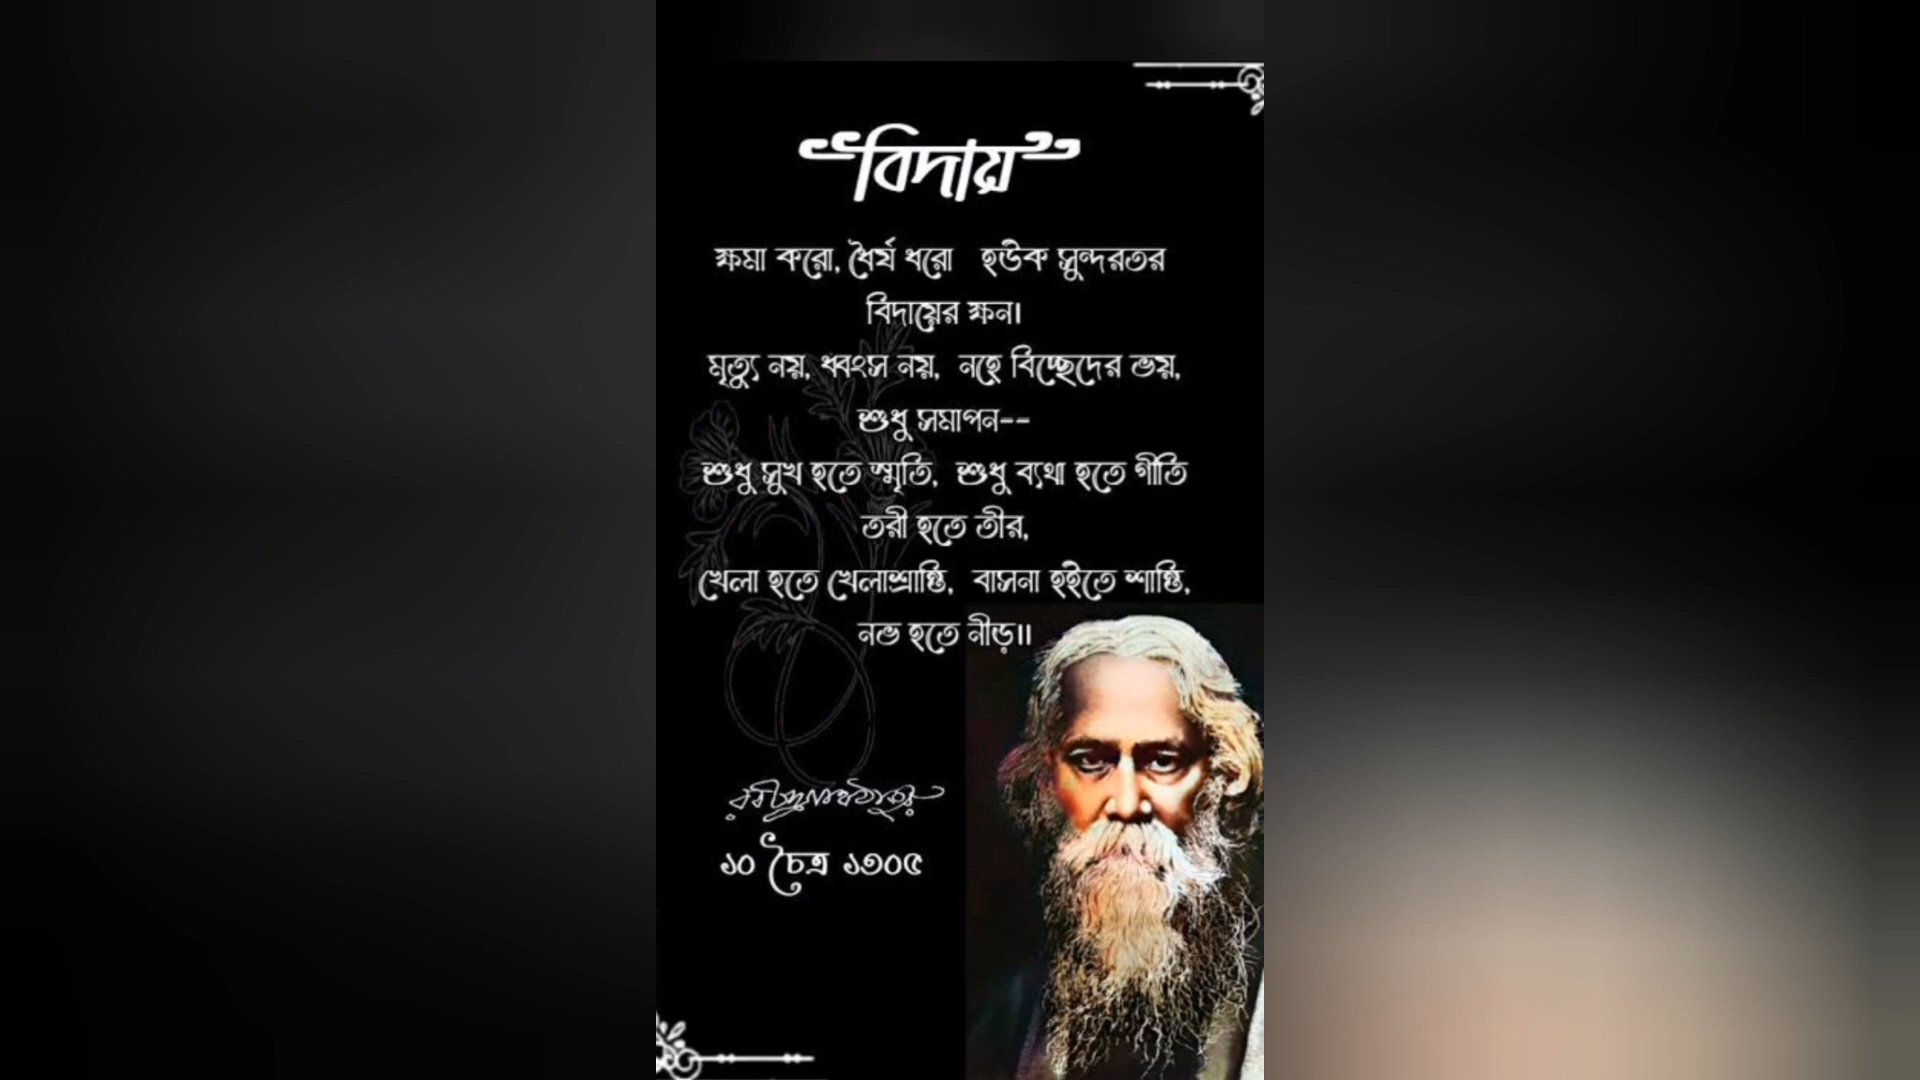 বিদায়
ক্ষমা করো, ধৈর্য ধরো হউক সুন্দরতর
বিদায়ের ক্ষন।
মৃত্যু নয়, ধ্বংস নয়, নহে বিচ্ছেদের ভয়,
শুধু সমাপন--
শুধু সুখ হতে স্মৃতি, শুধু ব্যথা হতে গীতি
তরী হতে তীর,
খেলা হতে খেলাশ্রান্তি, বাসনা হইতে শান্তি,
নভ হতে নীড়॥
রবীন্দ্রনাথ ঠাকুর
১০ চৈত্র ১৩০৫